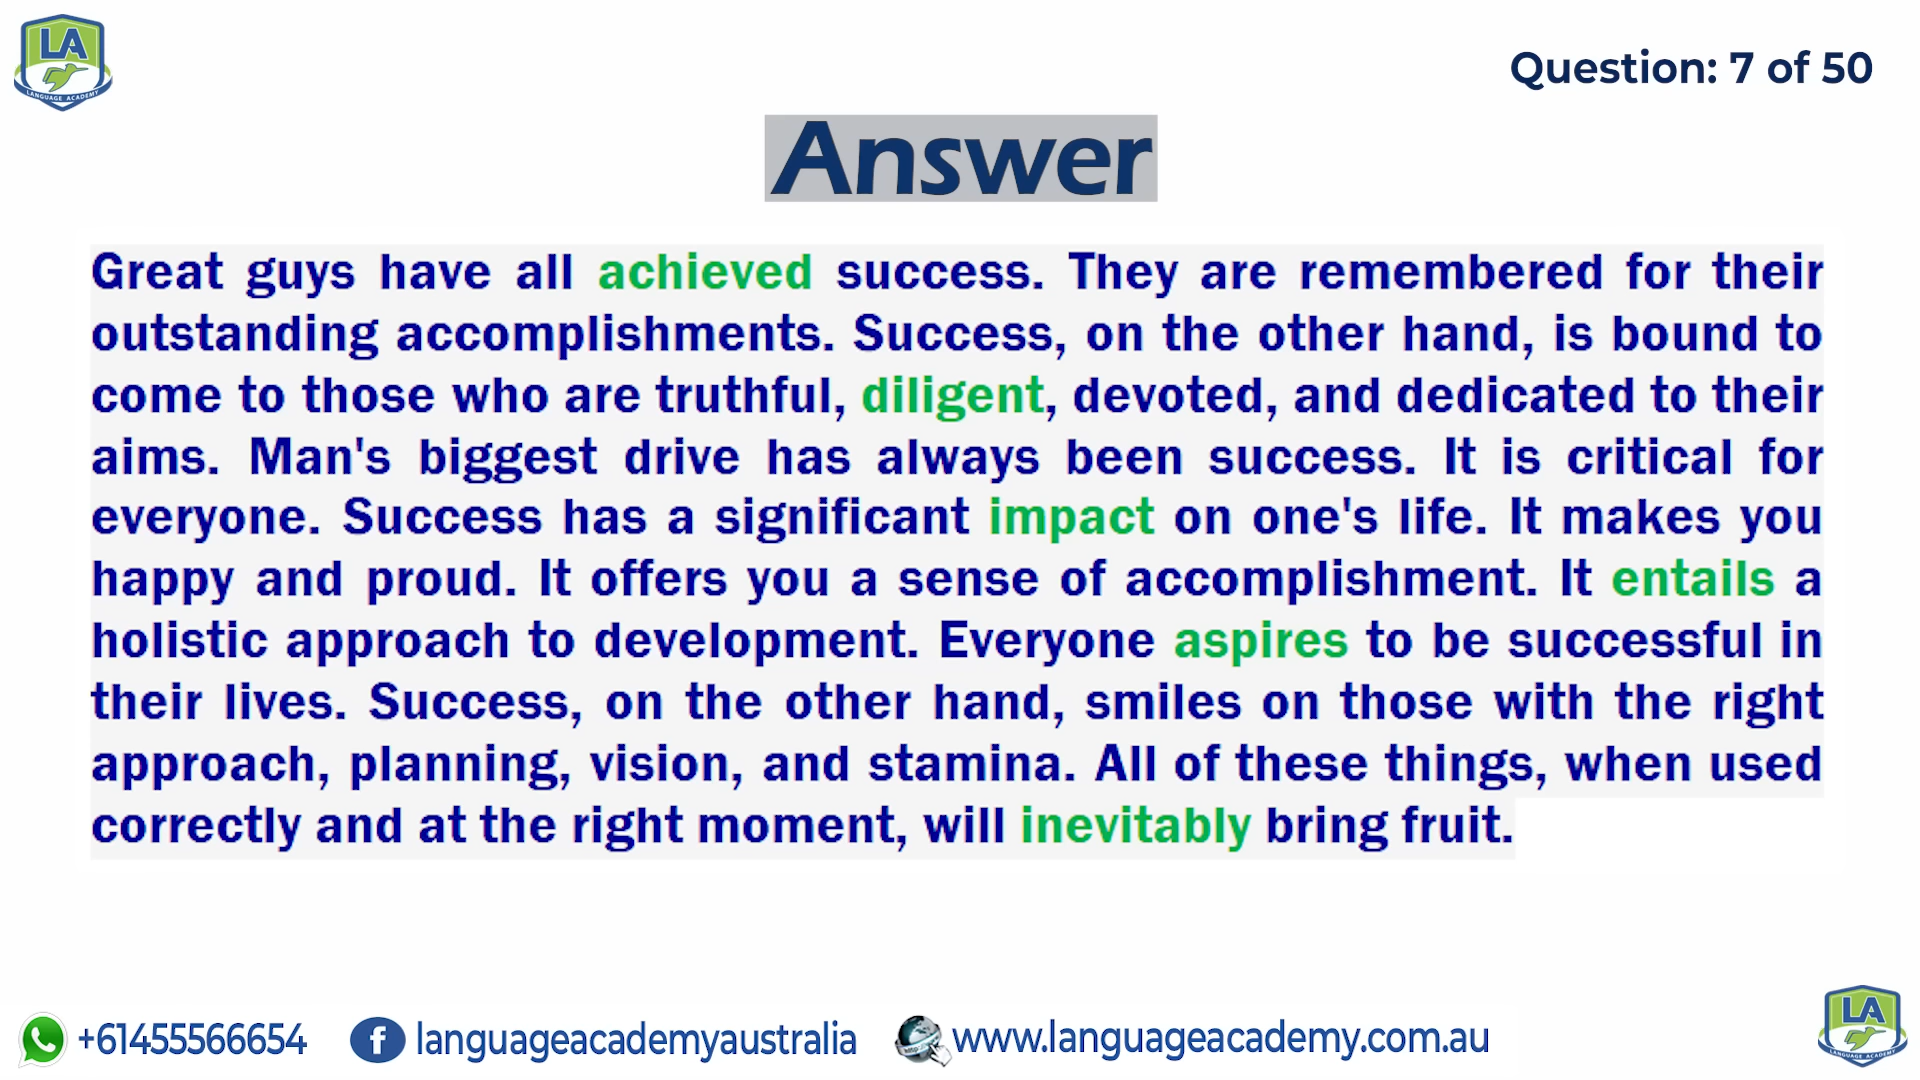 LA
LANGUAGE ACADEMY
Question: 7 of 50
Answer
Great guys have all achieved success. They are remembered for their
outstanding accomplishments. Success, on the other hand, is bound to
come to those who are truthful, diligent, devoted, and dedicated to their
aims. Man's biggest drive has always been success. It is critical for
everyone. Success has a significant impact on one's life. It makes you
happy and proud. It offers you a sense of accomplishment. It entails a
holistic approach to development. Everyone aspires to be successful in
their lives. Success, on the other hand, smiles on those with the right
approach, planning, vision, and stamina. All of these things, when used
correctly and at the right moment, will inevitably bring fruit.
+61455566654
f languageacademyaustralia
www.languageacademy.com.au
LA
LANGUAGE ACADEMY